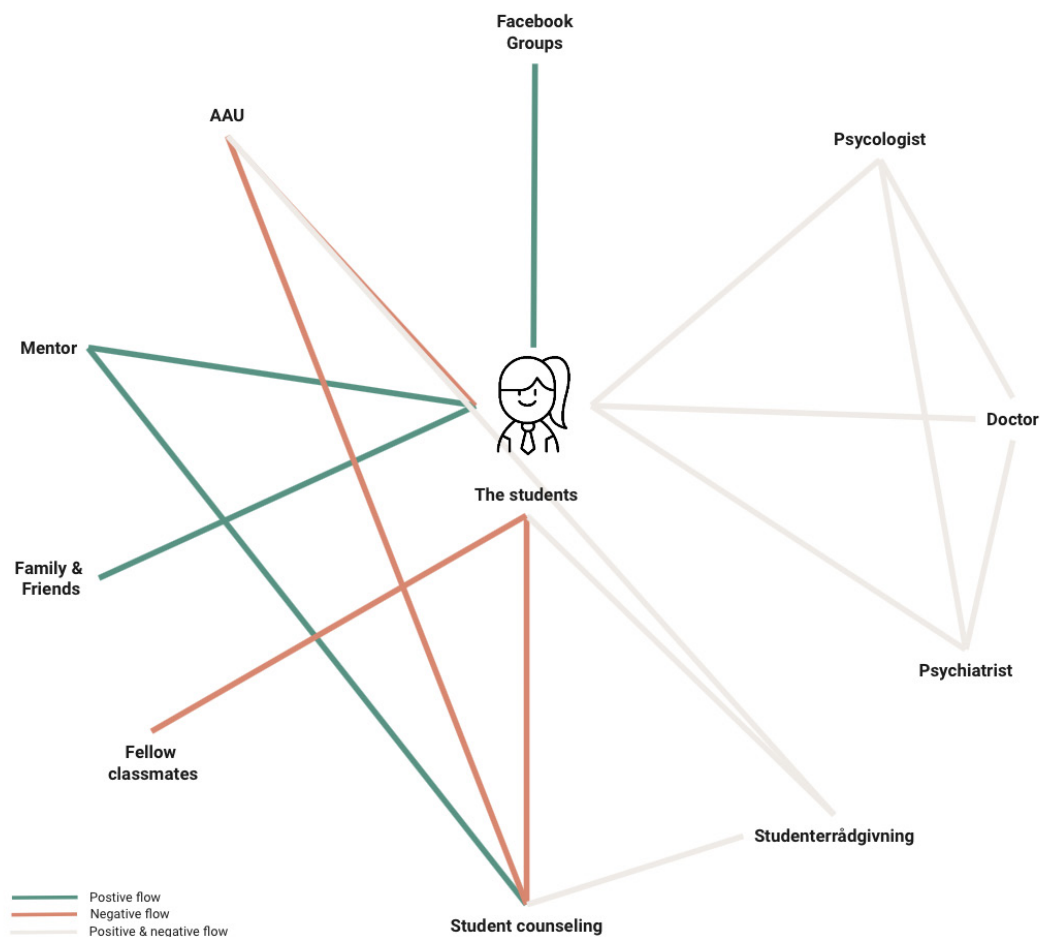 Facebook
Groups
AAU
Psycologist
Mentor
Doctor
The students
Family &
Friends
Psychiatrist
Fellow
classmates
Studenterrådgivning
Student counseling
Postive flow
Negative flow
Positive & negative flow